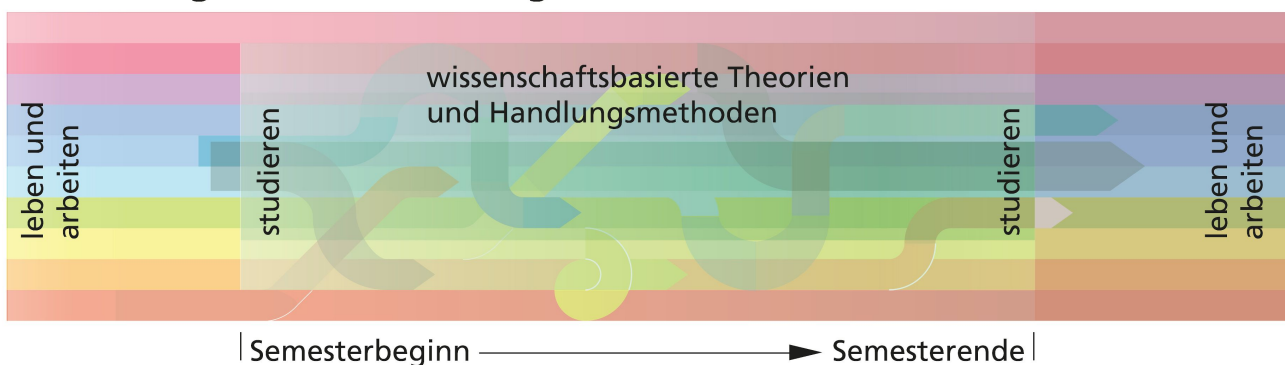 leben und
arbeiten
studieren
wissenschaftsbasierte Theorien
und Handlungsmethoden
studieren
leben und
arbeiten
Semesterbeginn
Semesterende